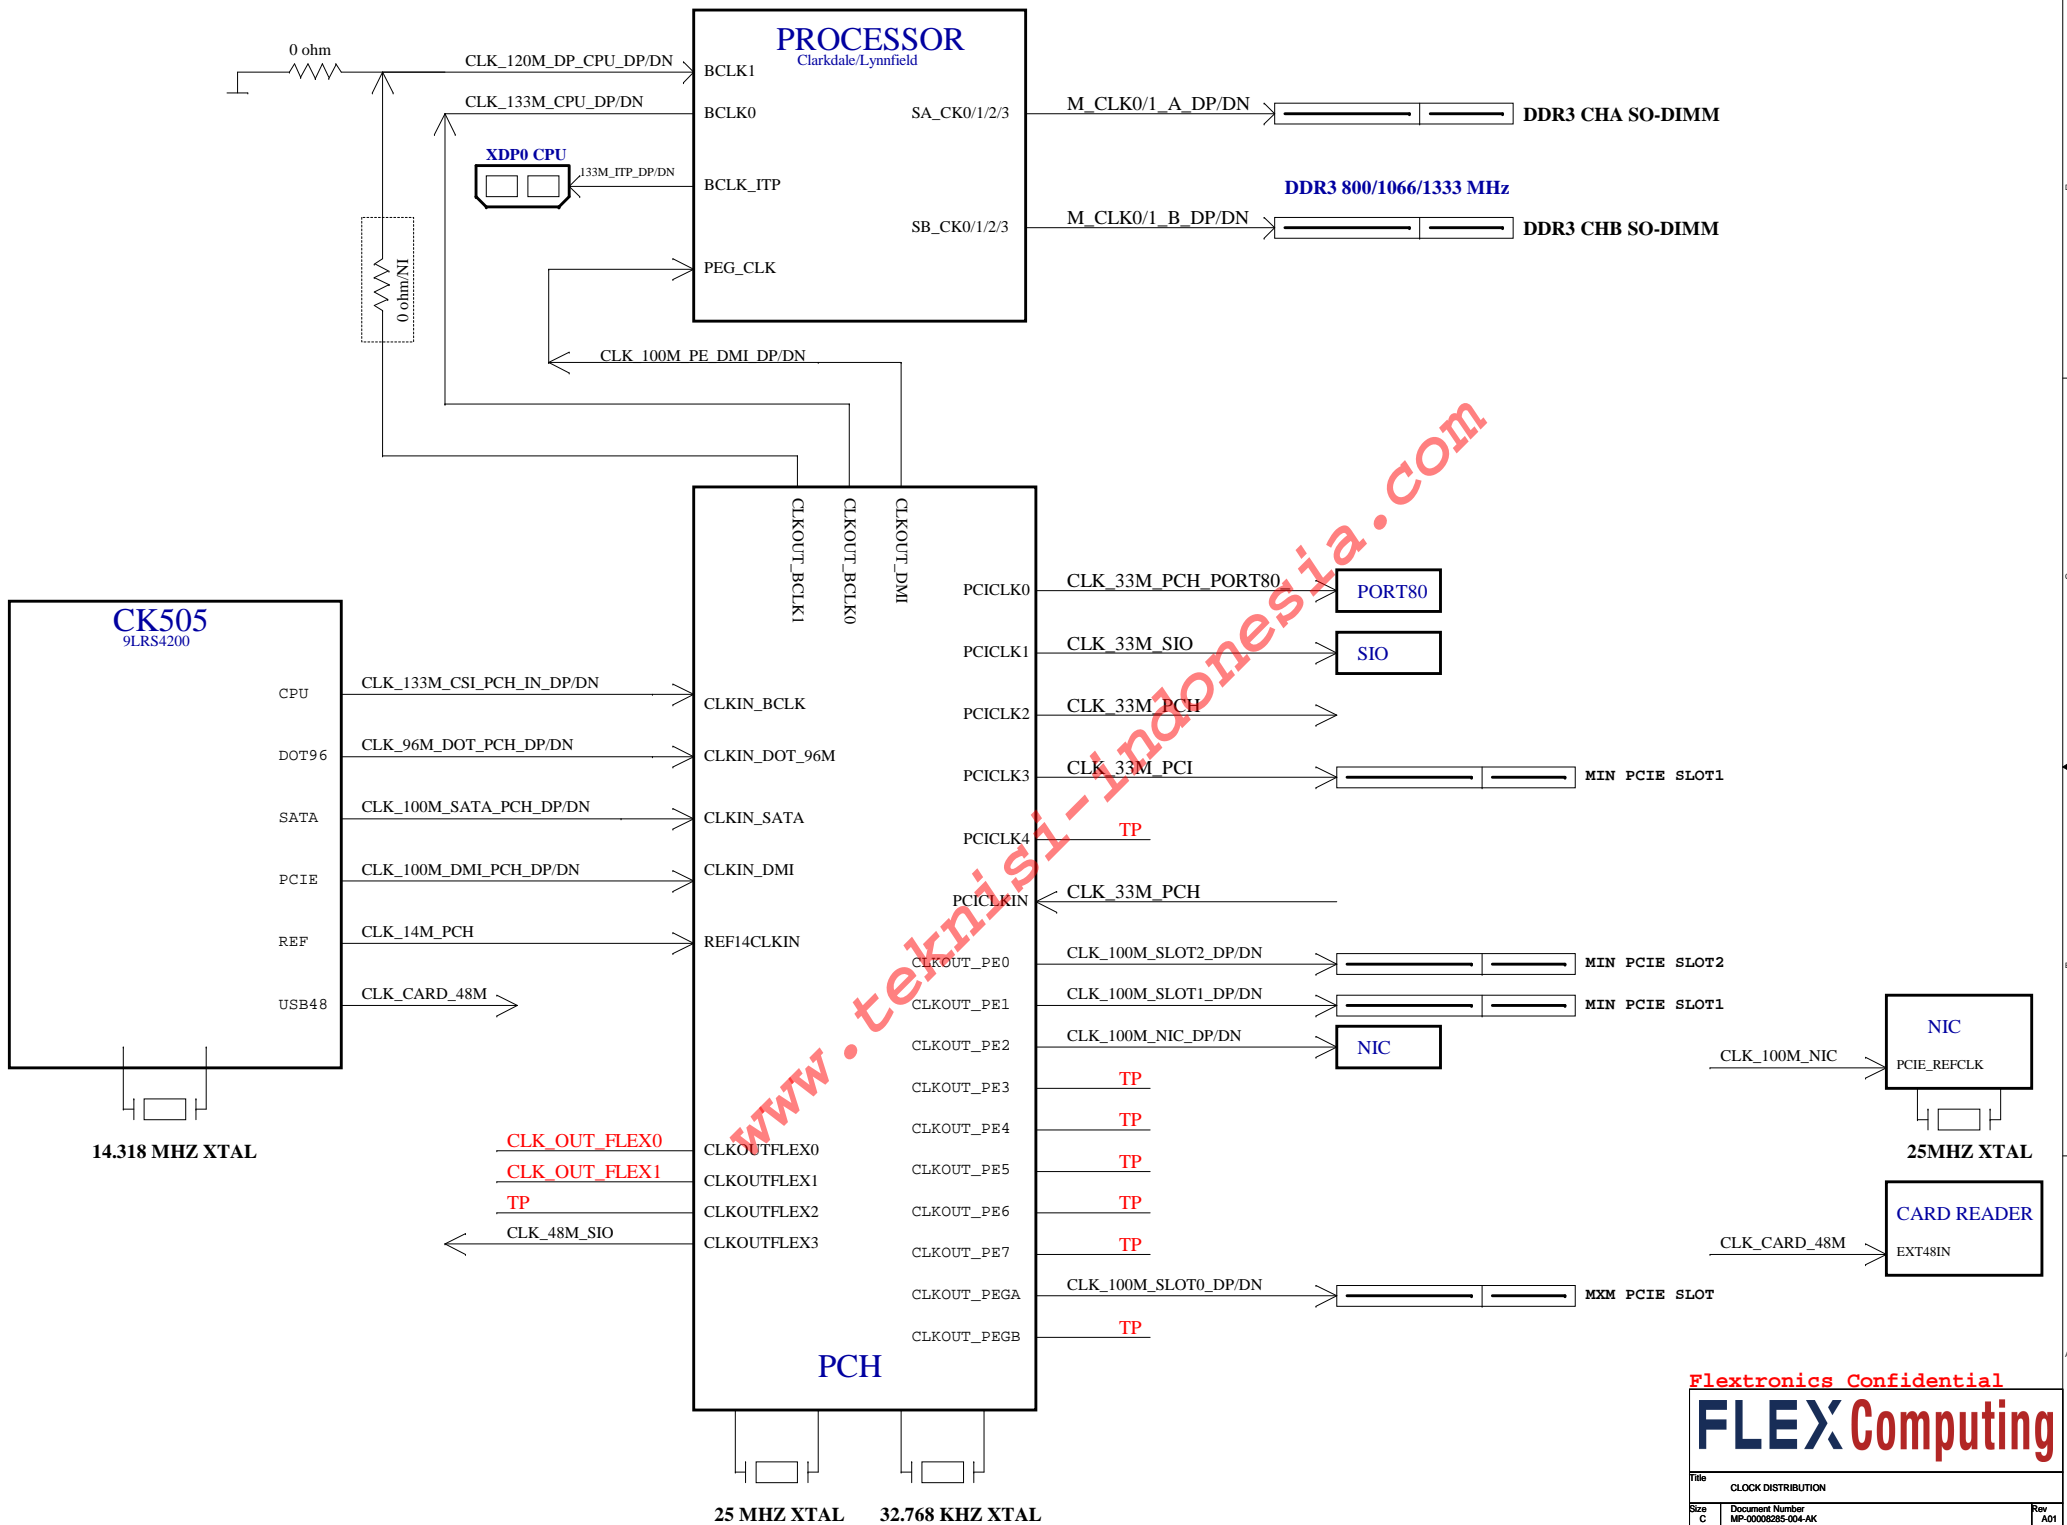 PROCESSOR
Clarkdale/Lynnfield
0 ohm
CLK_120M_DP_CPU_DP/DN
BCLK1
CLK_133M_CPU_DP/DN
BCLK0
SA_CK0/1/2/3
M_CLK0/1_A_DP/DN
DDR3 CHA SO-DIMM
XDP0 CPU
133M_ITP_DP/DN
BCLK_ITP
DDR3 800/1066/1333 MHz
SB_CK0/1/2/3
M_CLK0/1_B_DP/DN
DDR3 CHB SO-DIMM
PEG_CLK
0 ohm/NI
CLK_100M_PE_DMI_DP/DN
CLKOUT_BCLK1
CLKOUT_BCLK0
CLKOUT_DMI
CK505
9LRS4200
CPU
CLK_133M_CSI_PCH_IN_DP/DN
CLKIN_BCLK
DOT96
CLK_96M_DOT_PCH_DP/DN
CLKIN_DOT_96M
SATA
CLK_100M_SATA_PCH_DP/DN
CLKIN_SATA
PCIE
CLK_100M_DMI_PCH_DP/DN
CLKIN_DMI
REF
CLK_14M_PCH
REF14CLKIN
USB48
CLK_CARD_48M
14.318 MHZ XTAL
CLK_OUT_FLEX0
CLKOUTFLEX0
CLK_OUT_FLEX1
CLKOUTFLEX1
TP
CLKOUTFLEX2
CLK_48M_SIO
CLKOUTFLEX3
PCICLK0
CLK_33M_PCH_PORT80
PORT80
PCICLK1
CLK_33M_SIO
SIO
PCICLK2
CLK_33M_PCH
PCICLK3
CLK_33M_PCI
MIN PCIE SLOT1
PCICLK4
TP
PCICLKIN
CLK_33M_PCH
CLKOUT_PE0
CLK_100M_SLOT2_DP/DN
MIN PCIE SLOT2
CLKOUT_PE1
CLK_100M_SLOT1_DP/DN
MIN PCIE SLOT1
CLKOUT_PE2
CLK_100M_NIC_DP/DN
NIC
CLKOUT_PE3
TP
CLKOUT_PE4
TP
CLKOUT_PE5
TP
CLKOUT_PE6
TP
CLKOUT_PE7
TP
CLKOUT_PEGA
CLK_100M_SLOT0_DP/DN
MXM PCIE SLOT
CLKOUT_PEGB
TP
PCH
25 MHZ XTAL
32.768 KHZ XTAL
NIC
CLK_100M_NIC
PCIE_REFCLK
25MHZ XTAL
CARD READER
CLK_CARD_48M
EXT48IN
www.teknisi-indonesia.com
Flextronics Confidential
FLEX Computing
Title
CLOCK DISTRIBUTION
Size
Document Number
Rev
C
MP-00008285-004-AK
A01